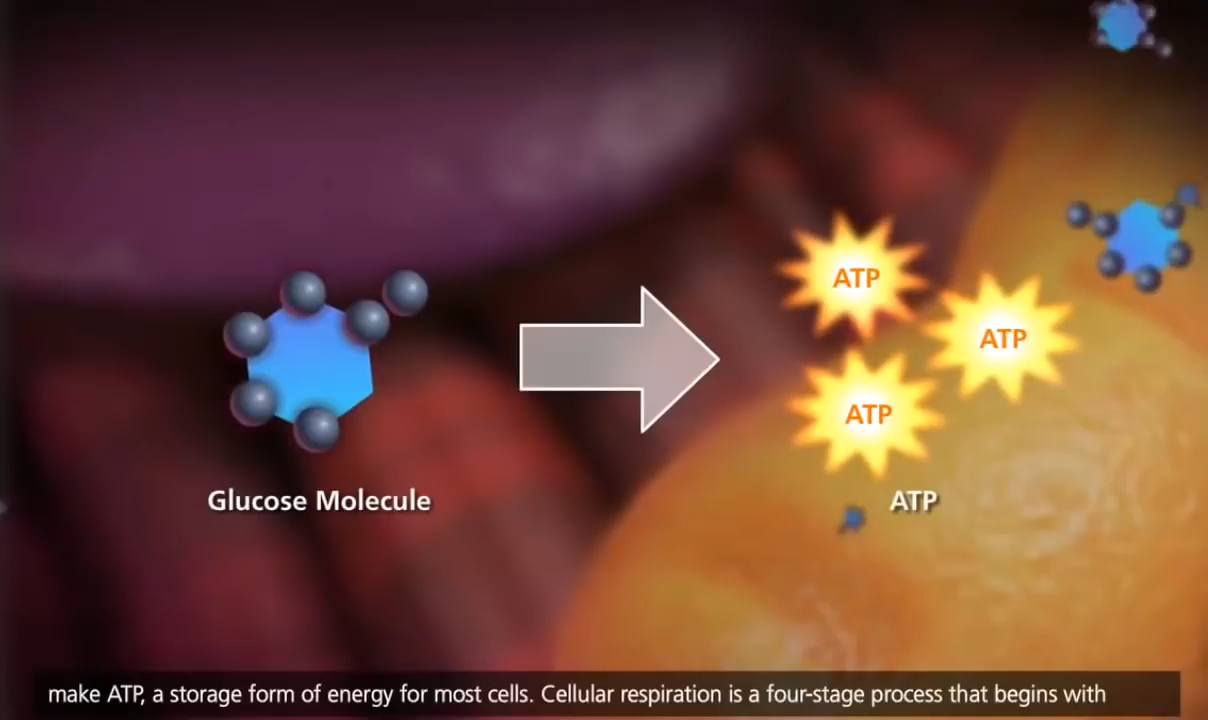 ATP
ATP
ATP
Glucose Molecule
ATP
make ATP, a storage form of energy for most cells. Cellular respiration is a four-stage process that begins with